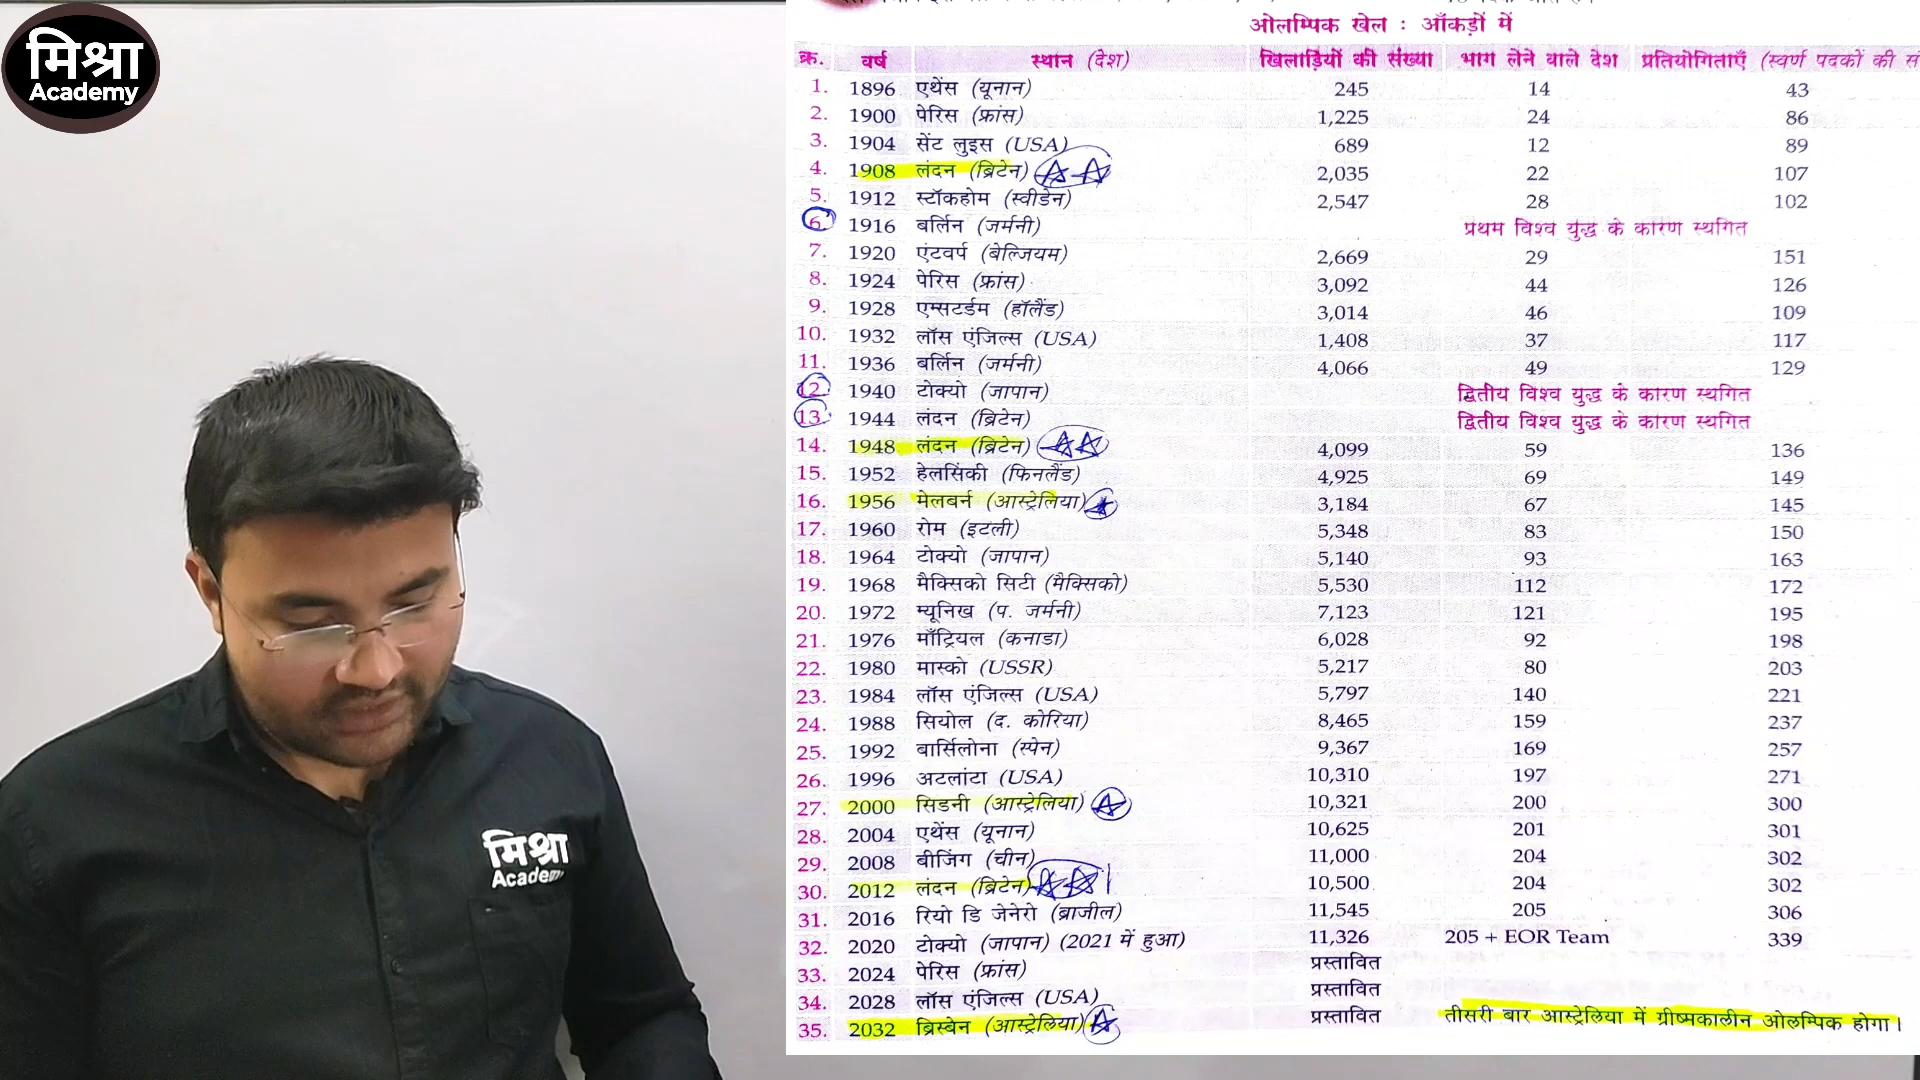 मिश्रा
Academy
ओलम्पिक खेल : आँकड़ों में
क्र. वर्ष स्थान (देश) खिलाड़ियों की संख्या भाग लेने वाले देश प्रतियोगिताएँ (स्वर्ण पदकों की
1. 1896 एथेंस (यूनान) 245 14 43
2. 1900 पेरिस (फ्रांस) 1,225 24 86
3. 1904 सेंट लुइस (USA) 689 12 89
4. 1908 लंदन (ब्रिटेन) 2,035 22 107
5. 1912 स्टॉकहोम (स्वीडेन) 2,547 28 102
6. 1916 बर्लिन (जर्मनी) प्रथम विश्व युद्ध के कारण स्थगित
7. 1920 एंटवर्प (बेल्जियम) 2,669 29 151
8. 1924 पेरिस (फ्रांस) 3,092 44 126
9. 1928 एम्सटर्डम (हॉलैंड) 3,014 46 109
10. 1932 लॉस एंजिल्स (USA) 1,408 37 117
11. 1936 बर्लिन (जर्मनी) 4,066 49 129
12. 1940 टोक्यो (जापान) द्वितीय विश्व युद्ध के कारण स्थगित
13. 1944 लंदन (ब्रिटेन) द्वितीय विश्व युद्ध के कारण स्थगित
14. 1948 लंदन (ब्रिटेन) 4,099 59 136
15. 1952 हेलसिंकी (फिनलैंड) 4,925 69 149
16. 1956 मेलबर्न (आस्ट्रेलिया) 3,184 67 145
17. 1960 रोम (इटली) 5,348 83 150
18. 1964 टोक्यो (जापान) 5,140 93 163
19. 1968 मैक्सिको सिटी (मैक्सिको) 5,530 112 172
20. 1972 म्यूनिख (प. जर्मनी) 7,123 121 195
21. 1976 मॉंट्रियल (कनाडा) 6,028 92 198
22. 1980 मास्को (USSR) 5,217 80 203
23. 1984 लॉस एंजिल्स (USA) 5,797 140 221
24. 1988 सियोल (द. कोरिया) 8,465 159 237
25. 1992 बार्सिलोना (स्पेन) 9,367 169 257
26. 1996 अटलांटा (USA) 10,310 197 271
27. 2000 सिडनी (आस्ट्रेलिया) 10,321 200 300
28. 2004 एथेंस (यूनान) 10,625 201 301
29. 2008 बीजिंग (चीन) 11,000 204 302
30. 2012 लंदन (ब्रिटेन) 10,500 204 302
31. 2016 रियो डि जेनेरो (ब्राजील) 11,545 205 306
32. 2020 टोक्यो (जापान) (2021 में हुआ) 11,326 205 + EOR Team 339
33. 2024 पेरिस (फ्रांस) प्रस्तावित
34. 2028 लॉस एंजिल्स (USA) प्रस्तावित
35. 2032 ब्रिस्बेन (आस्ट्रेलिया) प्रस्तावित तीसरी बार आस्ट्रेलिया में ग्रीष्मकालीन ओलम्पिक होगा।
मिश्रा
Academy